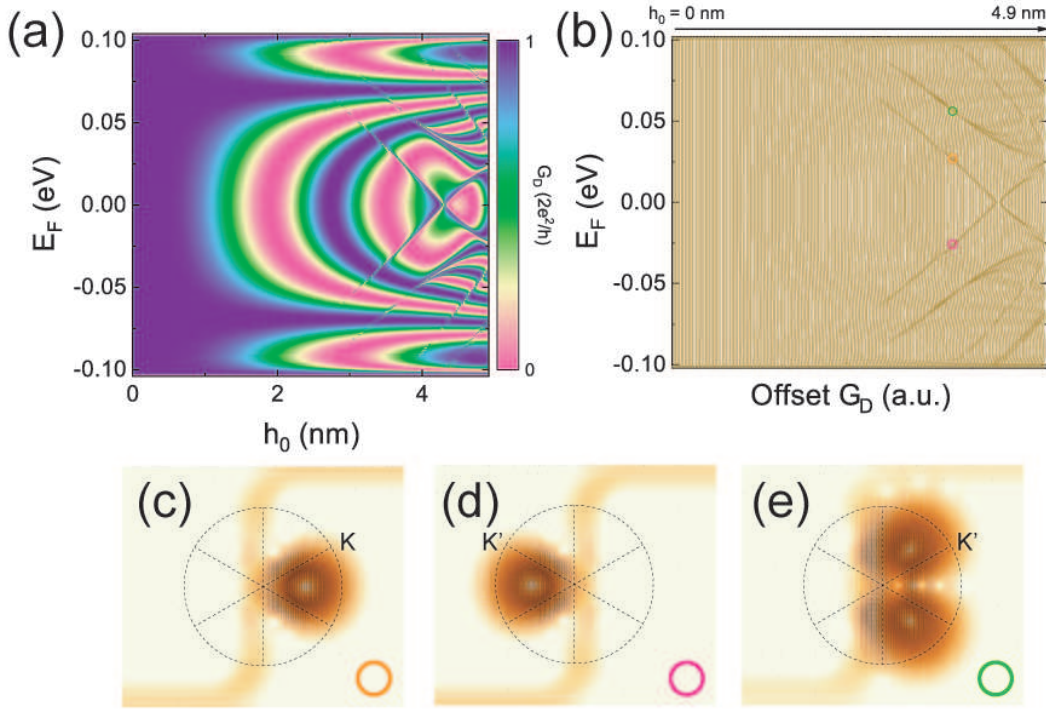 (a)
0.10
0.05
0.00
-0.05
-0.10
E_F (eV)
0
2
4
h_0 (nm)
1
0
G_D (2e²/h)
(b)
h_0 = 0 nm
4.9 nm
0.10
0.05
0.00
-0.05
-0.10
E_F (eV)
Offset G_D (a.u.)
(c)
K
(d)
K'
(e)
K'